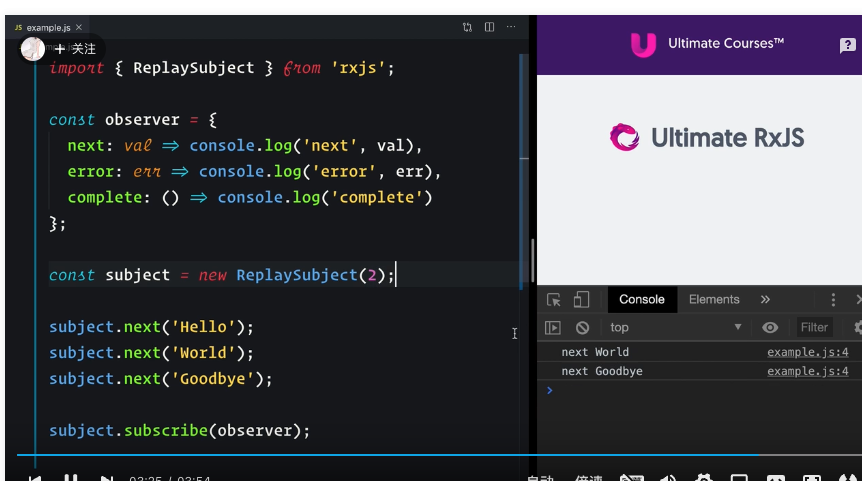 JS example.js ×
+ 关注
import { ReplaySubject } from 'rxjs';
const observer = {
next: val => console.log('next', val),
error: err => console.log('error', err),
complete: () => console.log('complete')
};
const subject = new ReplaySubject(2);
subject.next('Hello');
subject.next('World');
subject.next('Goodbye');
subject.subscribe(observer);
03:25 / 03:54
Ultimate Courses™
?
Ultimate RxJS
Console Elements »
top Filter
next World example.js:4
next Goodbye example.js:4
>
自动 倍速